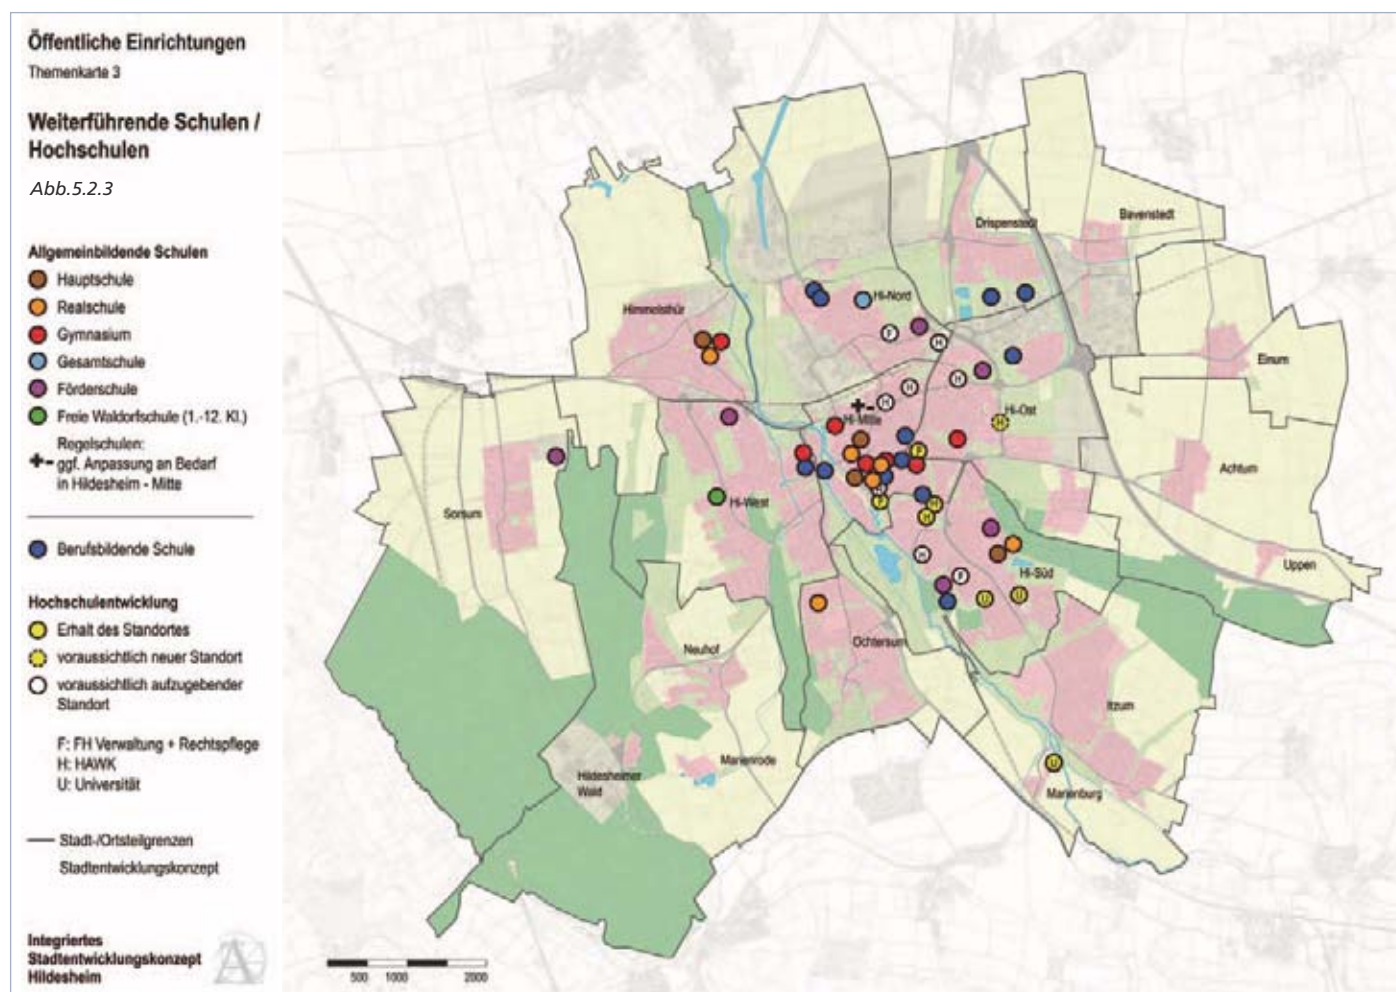 Öffentliche Einrichtungen
Themenkarte 3
Weiterführende Schulen /
Hochschulen
Abb.5.2.3
Allgemeinbildende Schulen
Hauptschule
Realschule
Gymnasium
Gesamtschule
Förderschule
Freie Waldorfschule (1.-12. Kl.)
Regelschulen:
+- ggf. Anpassung an Bedarf
in Hildesheim - Mitte
Berufsbildende Schule
Hochschulentwicklung
Erhalt des Standortes
voraussichtlich neuer Standort
voraussichtlich aufzugebender
Standort
F: FH Verwaltung + Rechtspflege
H: HAWK
U: Universität
Stadt-/Ortsteilgrenzen
Stadtentwicklungskonzept
Integriertes
Stadtentwicklungskonzept
Hildesheim
A
500 1000 2000
Drispenstedt
Bavenstedt
Hi-Nord
Himmelsthür
F
H
Einum
H
H
H
+-
Hi-Mitte
Hi-Ost
H
F
Achtum
Sorsum
Hi-West
H
F
H
H
H
F
Hi-Süd
Uppen
U
U
Neuhof
Ochtersum
Itzum
Marienrode
Hildesheimer
Wald
U
Marienburg